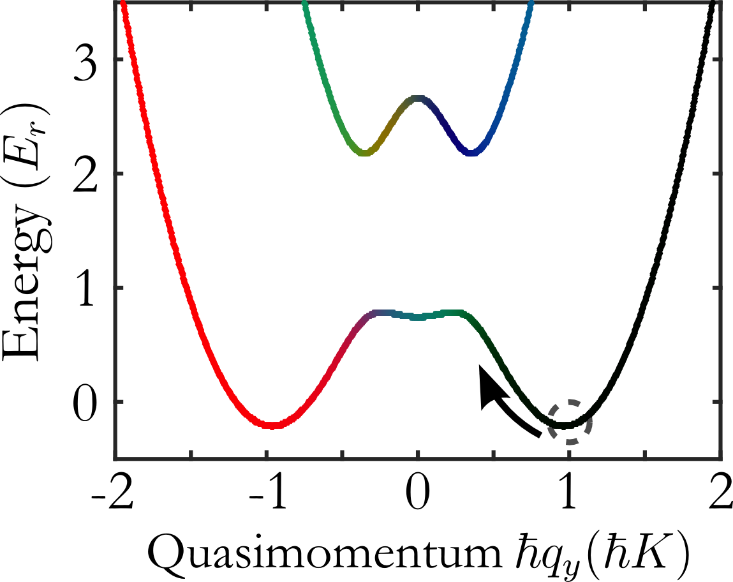 Energy (E_r)
3
2
1
0
-2 -1 0 1 2
Quasimomentum ħq_y(ħK)